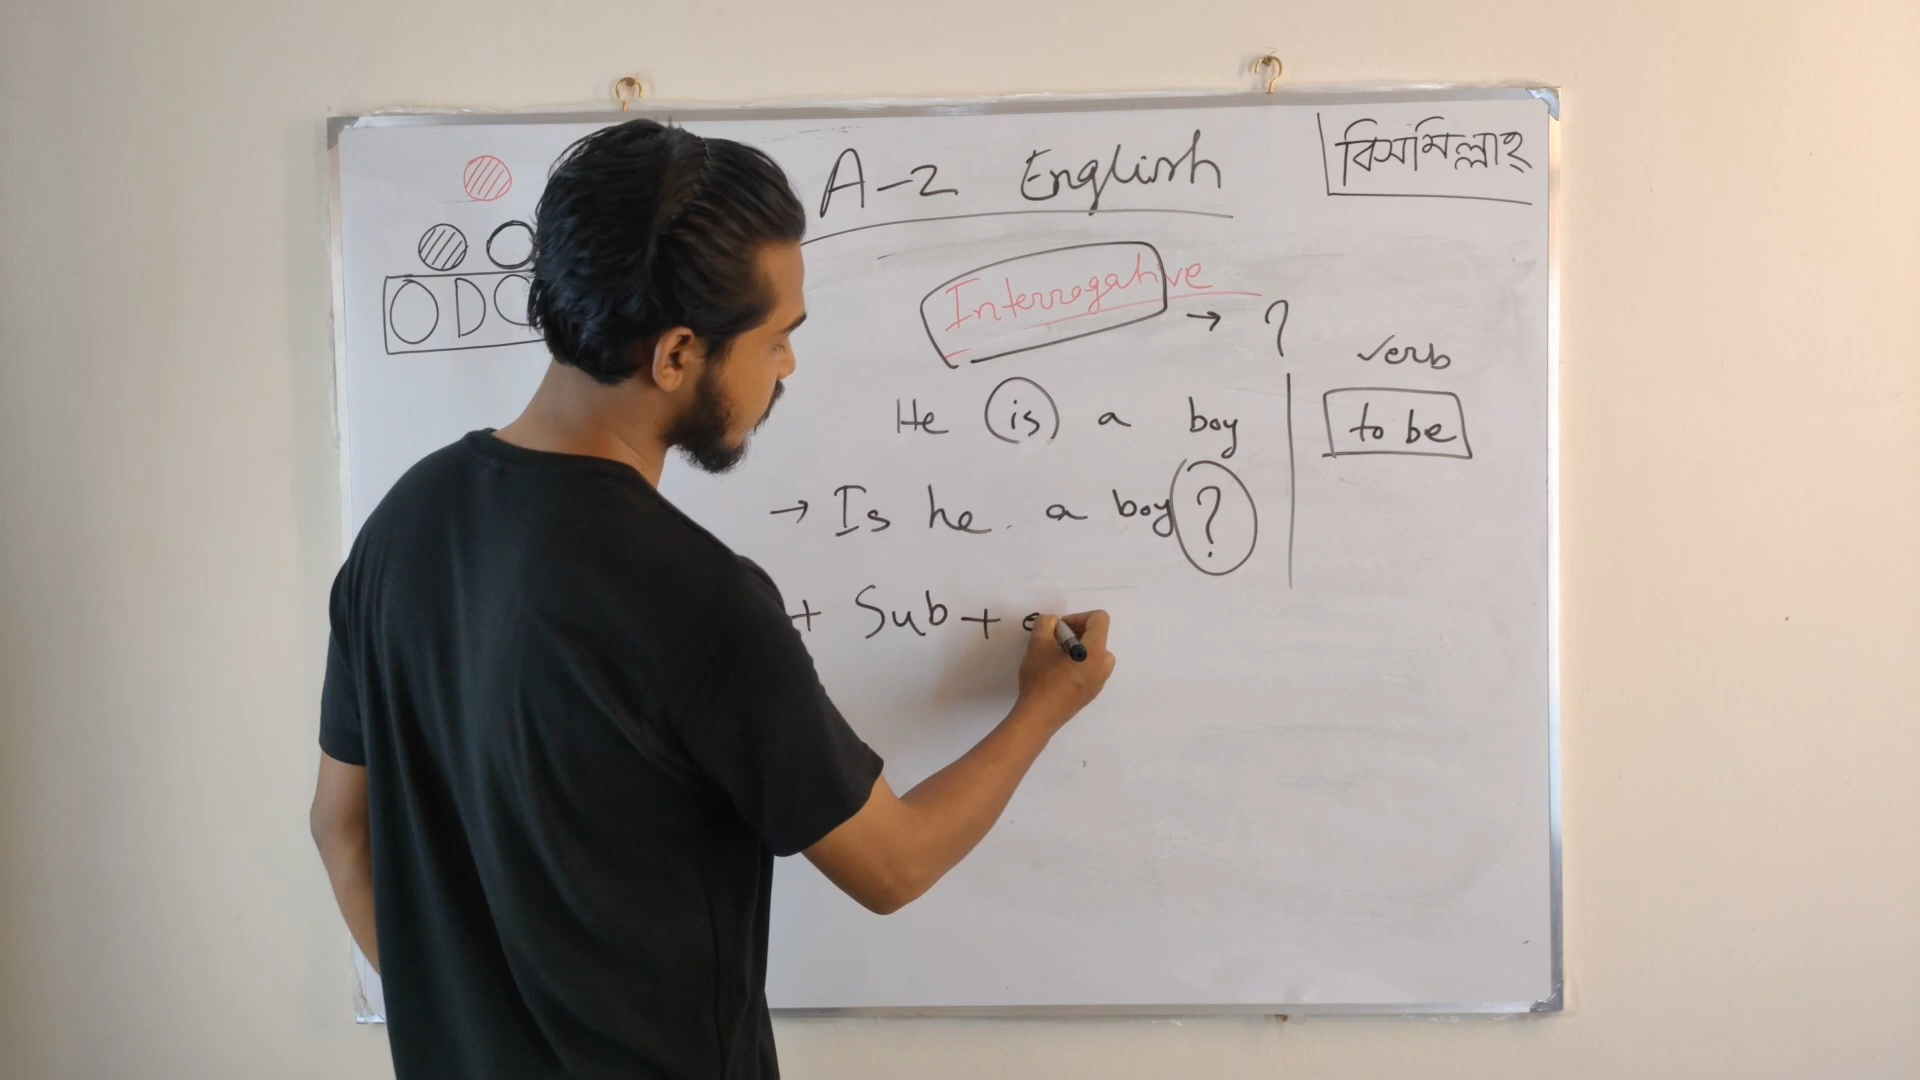 A-Z English
বিসমিল্লাহ
Interrogative
→ ?
verb
He is a boy
to be
→ Is he a boy?
+ Sub +